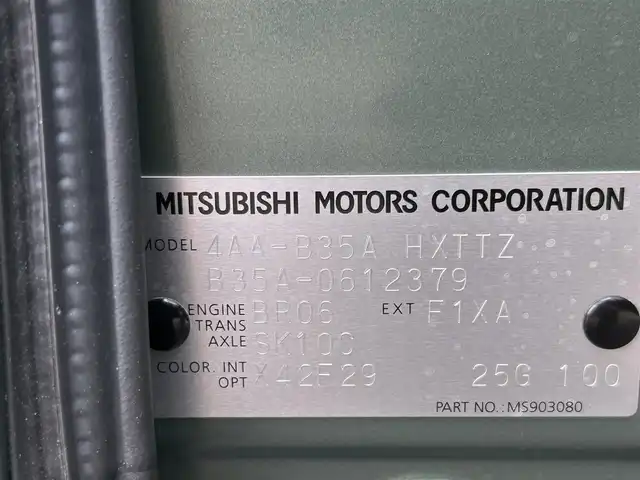 MITSUBISHI MOTORS CORPORATION
MODEL 4AA-B35A HXTTZ
B35A-0612379
ENGINE BR06 EXT F1XA
TRANS
AXLE SK10C
COLOR. INT X42F29 25G 100
OPT
PART NO.:MS903080